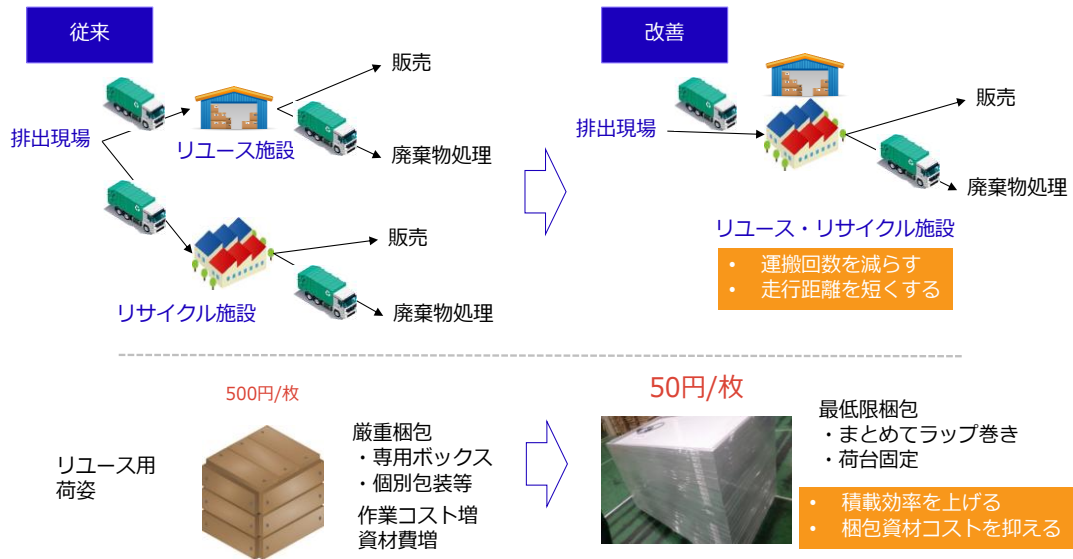 従来
販売
排出現場
リユース施設
廃棄物処理
販売
リサイクル施設
廃棄物処理
改善
販売
排出現場
廃棄物処理
リユース・リサイクル施設
• 運搬回数を減らす
• 走行距離を短くする
500円/枚
リユース用
荷姿
厳重梱包
・専用ボックス
・個別包装等
作業コスト増
資材費増
50円/枚
最低限梱包
・まとめてラップ巻き
・荷台固定
• 積載効率を上げる
• 梱包資材コストを抑える